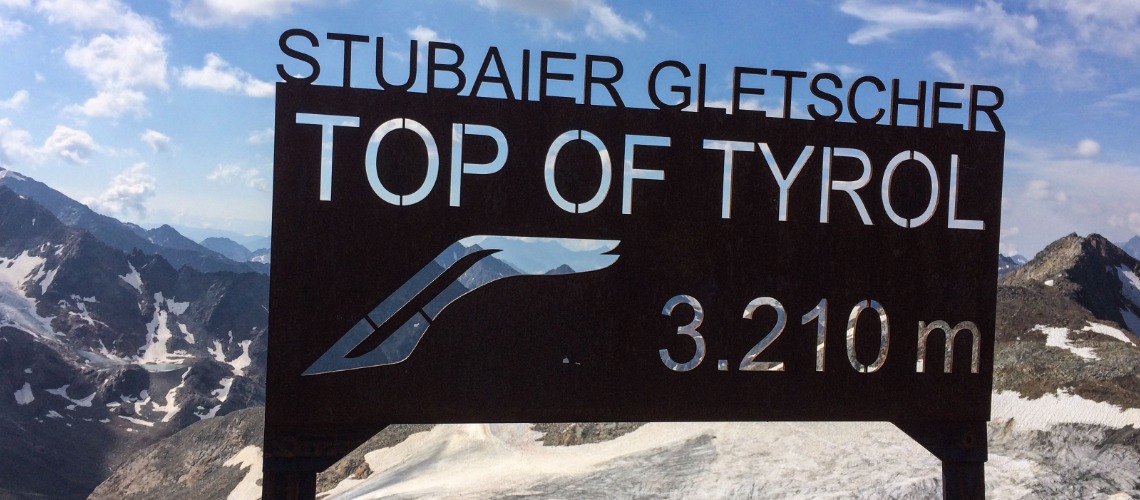 STUBAIER GLETSCHER
TOP OF TYROL
3.210 m